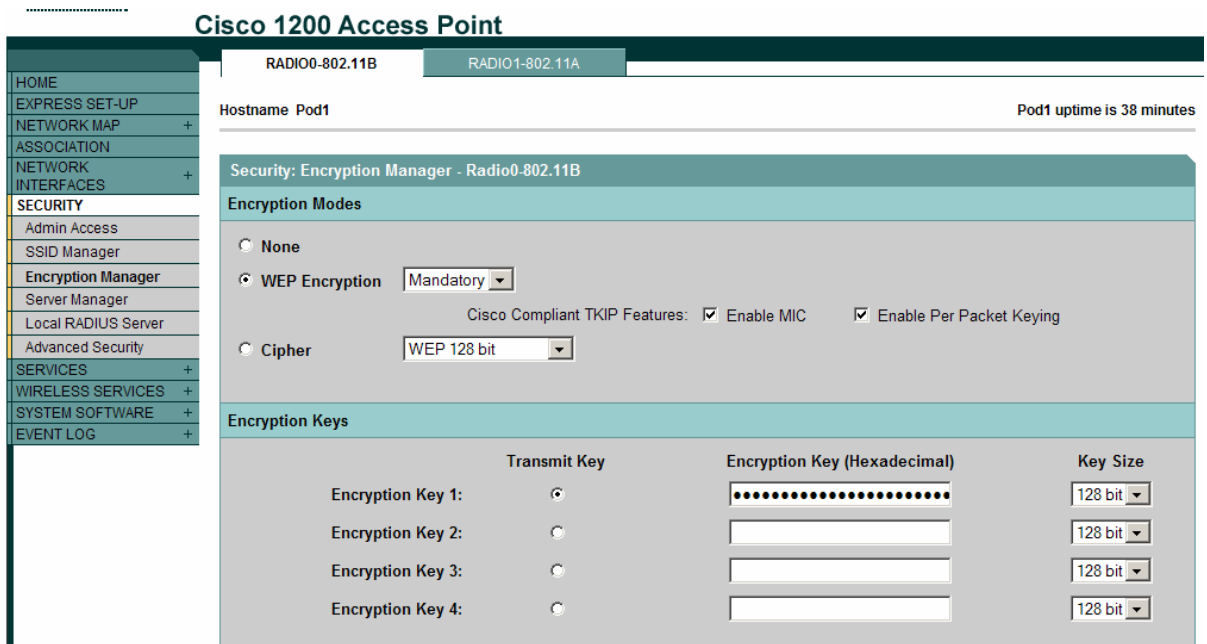 Cisco 1200 Access Point
RADIO0-802.11B
RADIO1-802.11A
HOME
EXPRESS SET-UP
NETWORK MAP +
ASSOCIATION
NETWORK
INTERFACES +
SECURITY
Admin Access
SSID Manager
Encryption Manager
Server Manager
Local RADIUS Server
Advanced Security
SERVICES +
WIRELESS SERVICES +
SYSTEM SOFTWARE +
EVENT LOG +
Hostname Pod1
Pod1 uptime is 38 minutes
Security: Encryption Manager - Radio0-802.11B
Encryption Modes
None
WEP Encryption Mandatory
Cisco Compliant TKIP Features: Enable MIC Enable Per Packet Keying
Cipher WEP 128 bit
Encryption Keys
Transmit Key Encryption Key (Hexadecimal) Key Size
Encryption Key 1: ●●●●●●●●●●●●●●●●●●●●●●● 128 bit
Encryption Key 2: 128 bit
Encryption Key 3: 128 bit
Encryption Key 4: 128 bit